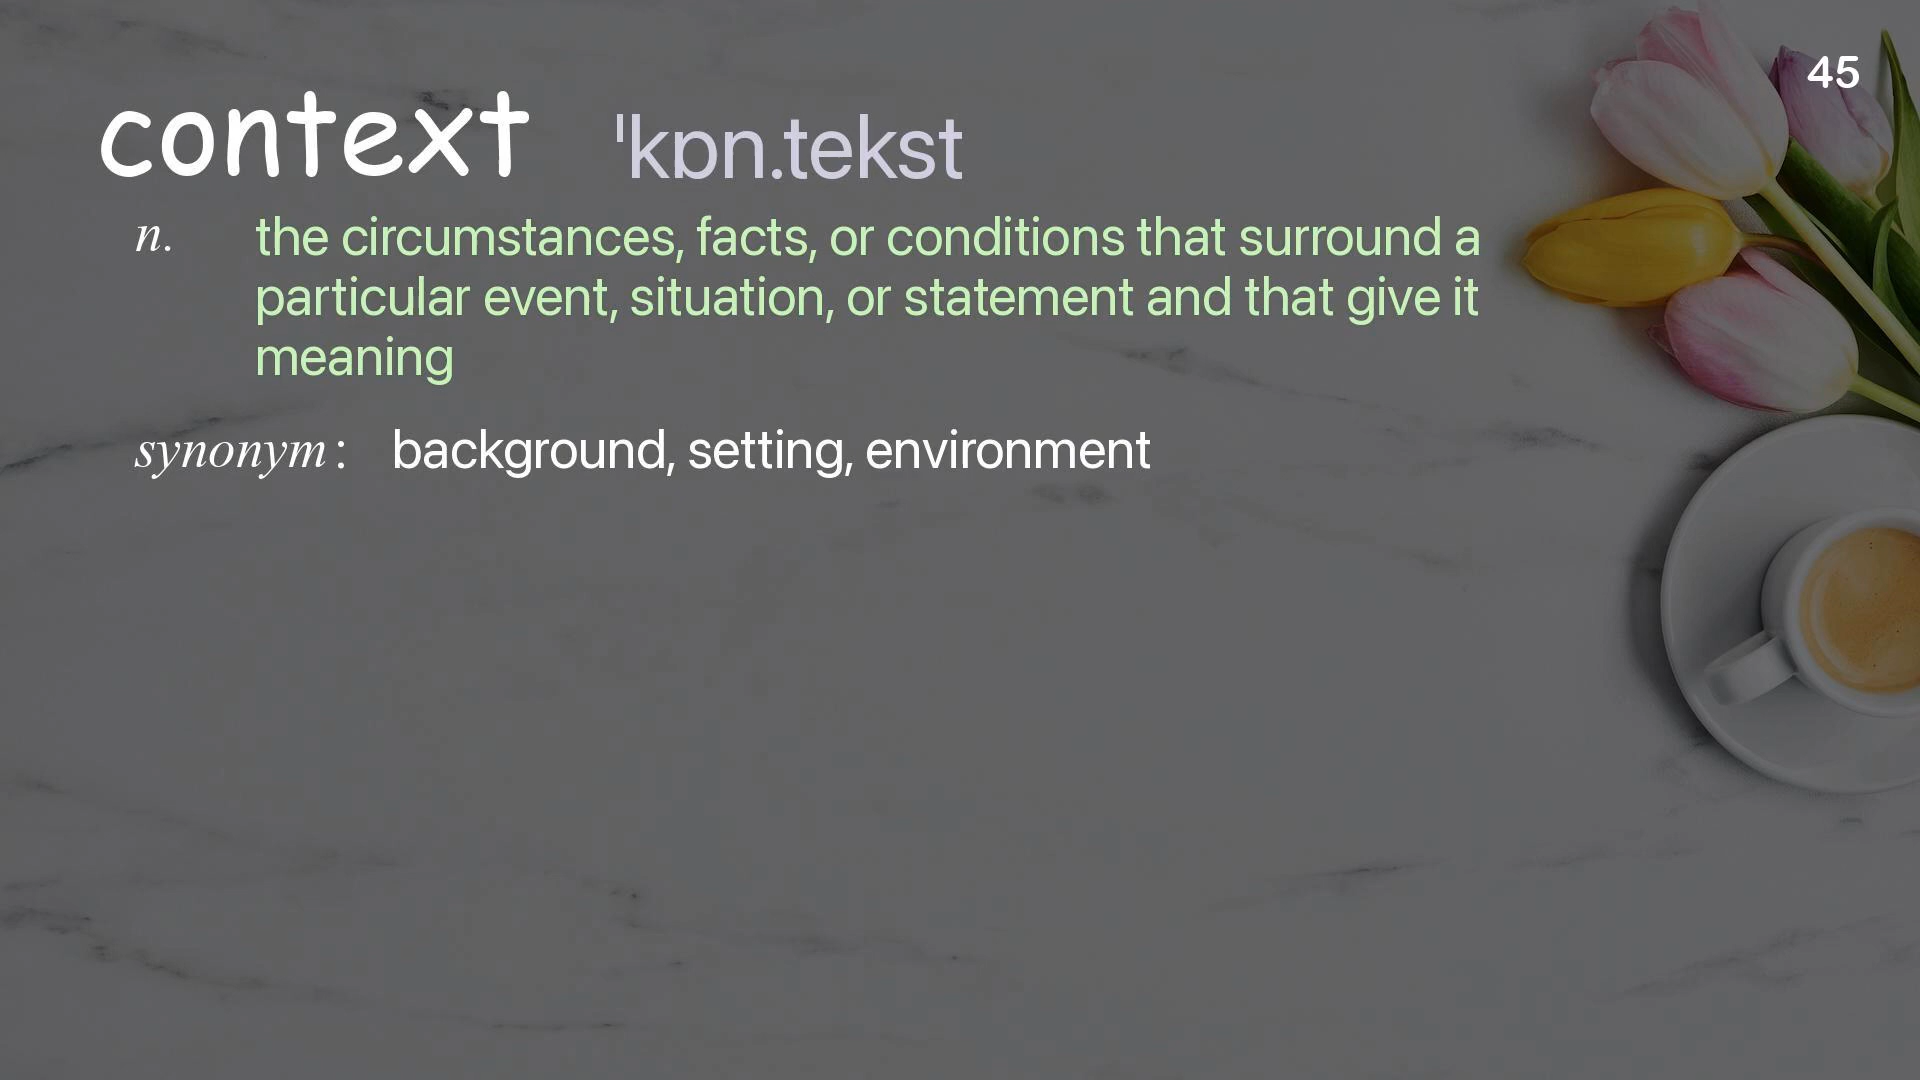 45
context ˈkɒn.tekst
n. the circumstances, facts, or conditions that surround a
particular event, situation, or statement and that give it
meaning
synonym: background, setting, environment